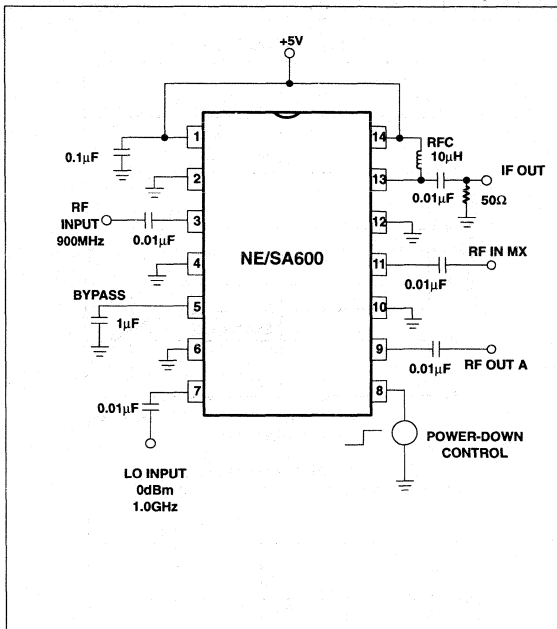 +5V
1
14
RFC
10μH
0.1μF
IF OUT
2
13
0.01μF
50Ω
RF
INPUT
900MHz
3
12
0.01μF
NE/SA600
RF IN MX
4
11
0.01μF
BYPASS
5
10
1μF
6
9
0.01μF
RF OUT A
7
8
0.01μF
POWER-DOWN
CONTROL
LO INPUT
0dBm
1.0GHz